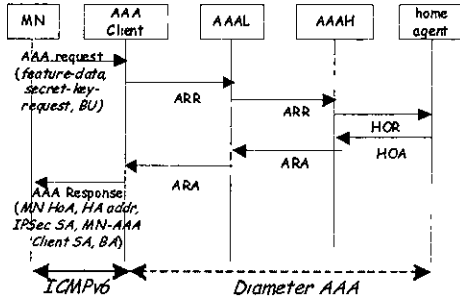 MN
AAA
Client
AAAL
AAAH
home
agent
AAA request
(feature-data,
secret-key-
request, BU)
ARR
ARR
HOR
HOA
ARA
ARA
AAA Response
(MN HoA, HA addr,
IPSec SA, MN-AAA
Client SA, BA)
ICMPv6
Diameter AAA